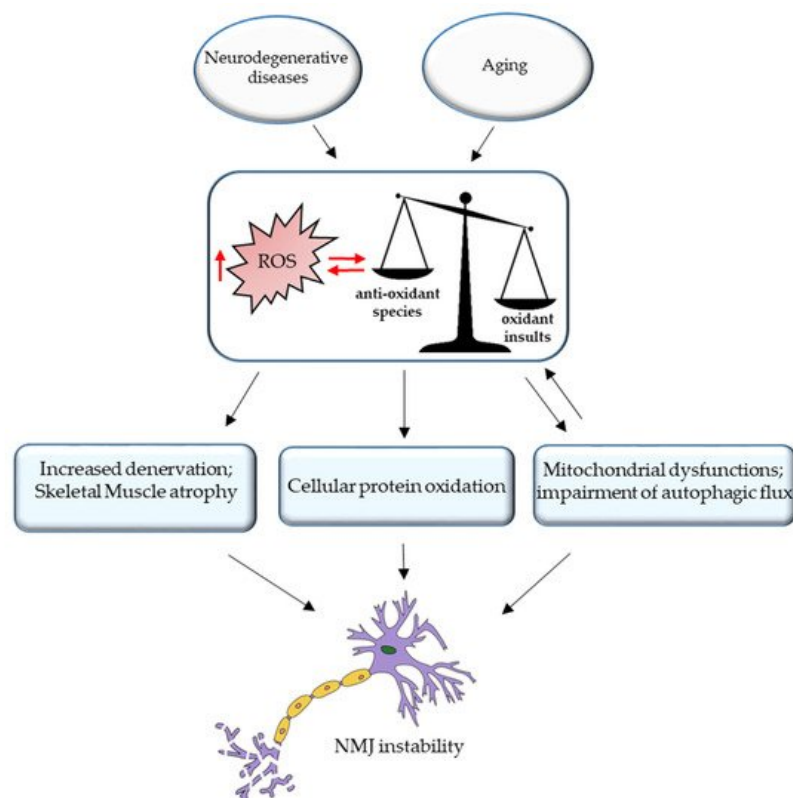 Neurodegenerative
diseases
Aging
ROS
anti-oxidant
species
oxidant
insults
Increased denervation;
Skeletal Muscle atrophy
Cellular protein oxidation
Mitochondrial dysfunctions;
impairment of autophagic flux
NMJ instability